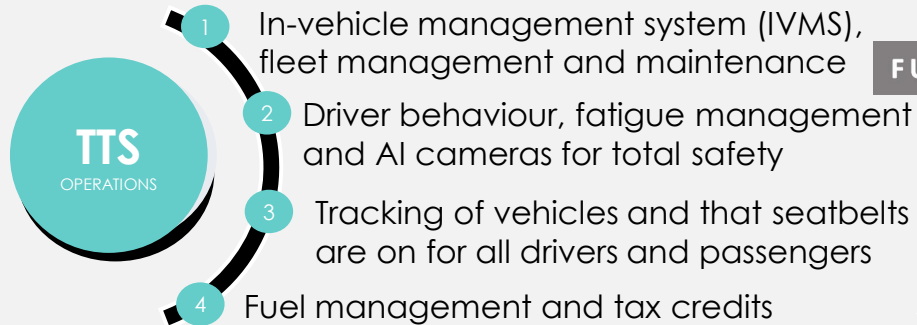 1
In-vehicle management system (IVMS),
fleet management and maintenance
F U
2
Driver behaviour, fatigue management
and AI cameras for total safety
TTS
OPERATIONS
3
Tracking of vehicles and that seatbelts
are on for all drivers and passengers
4
Fuel management and tax credits